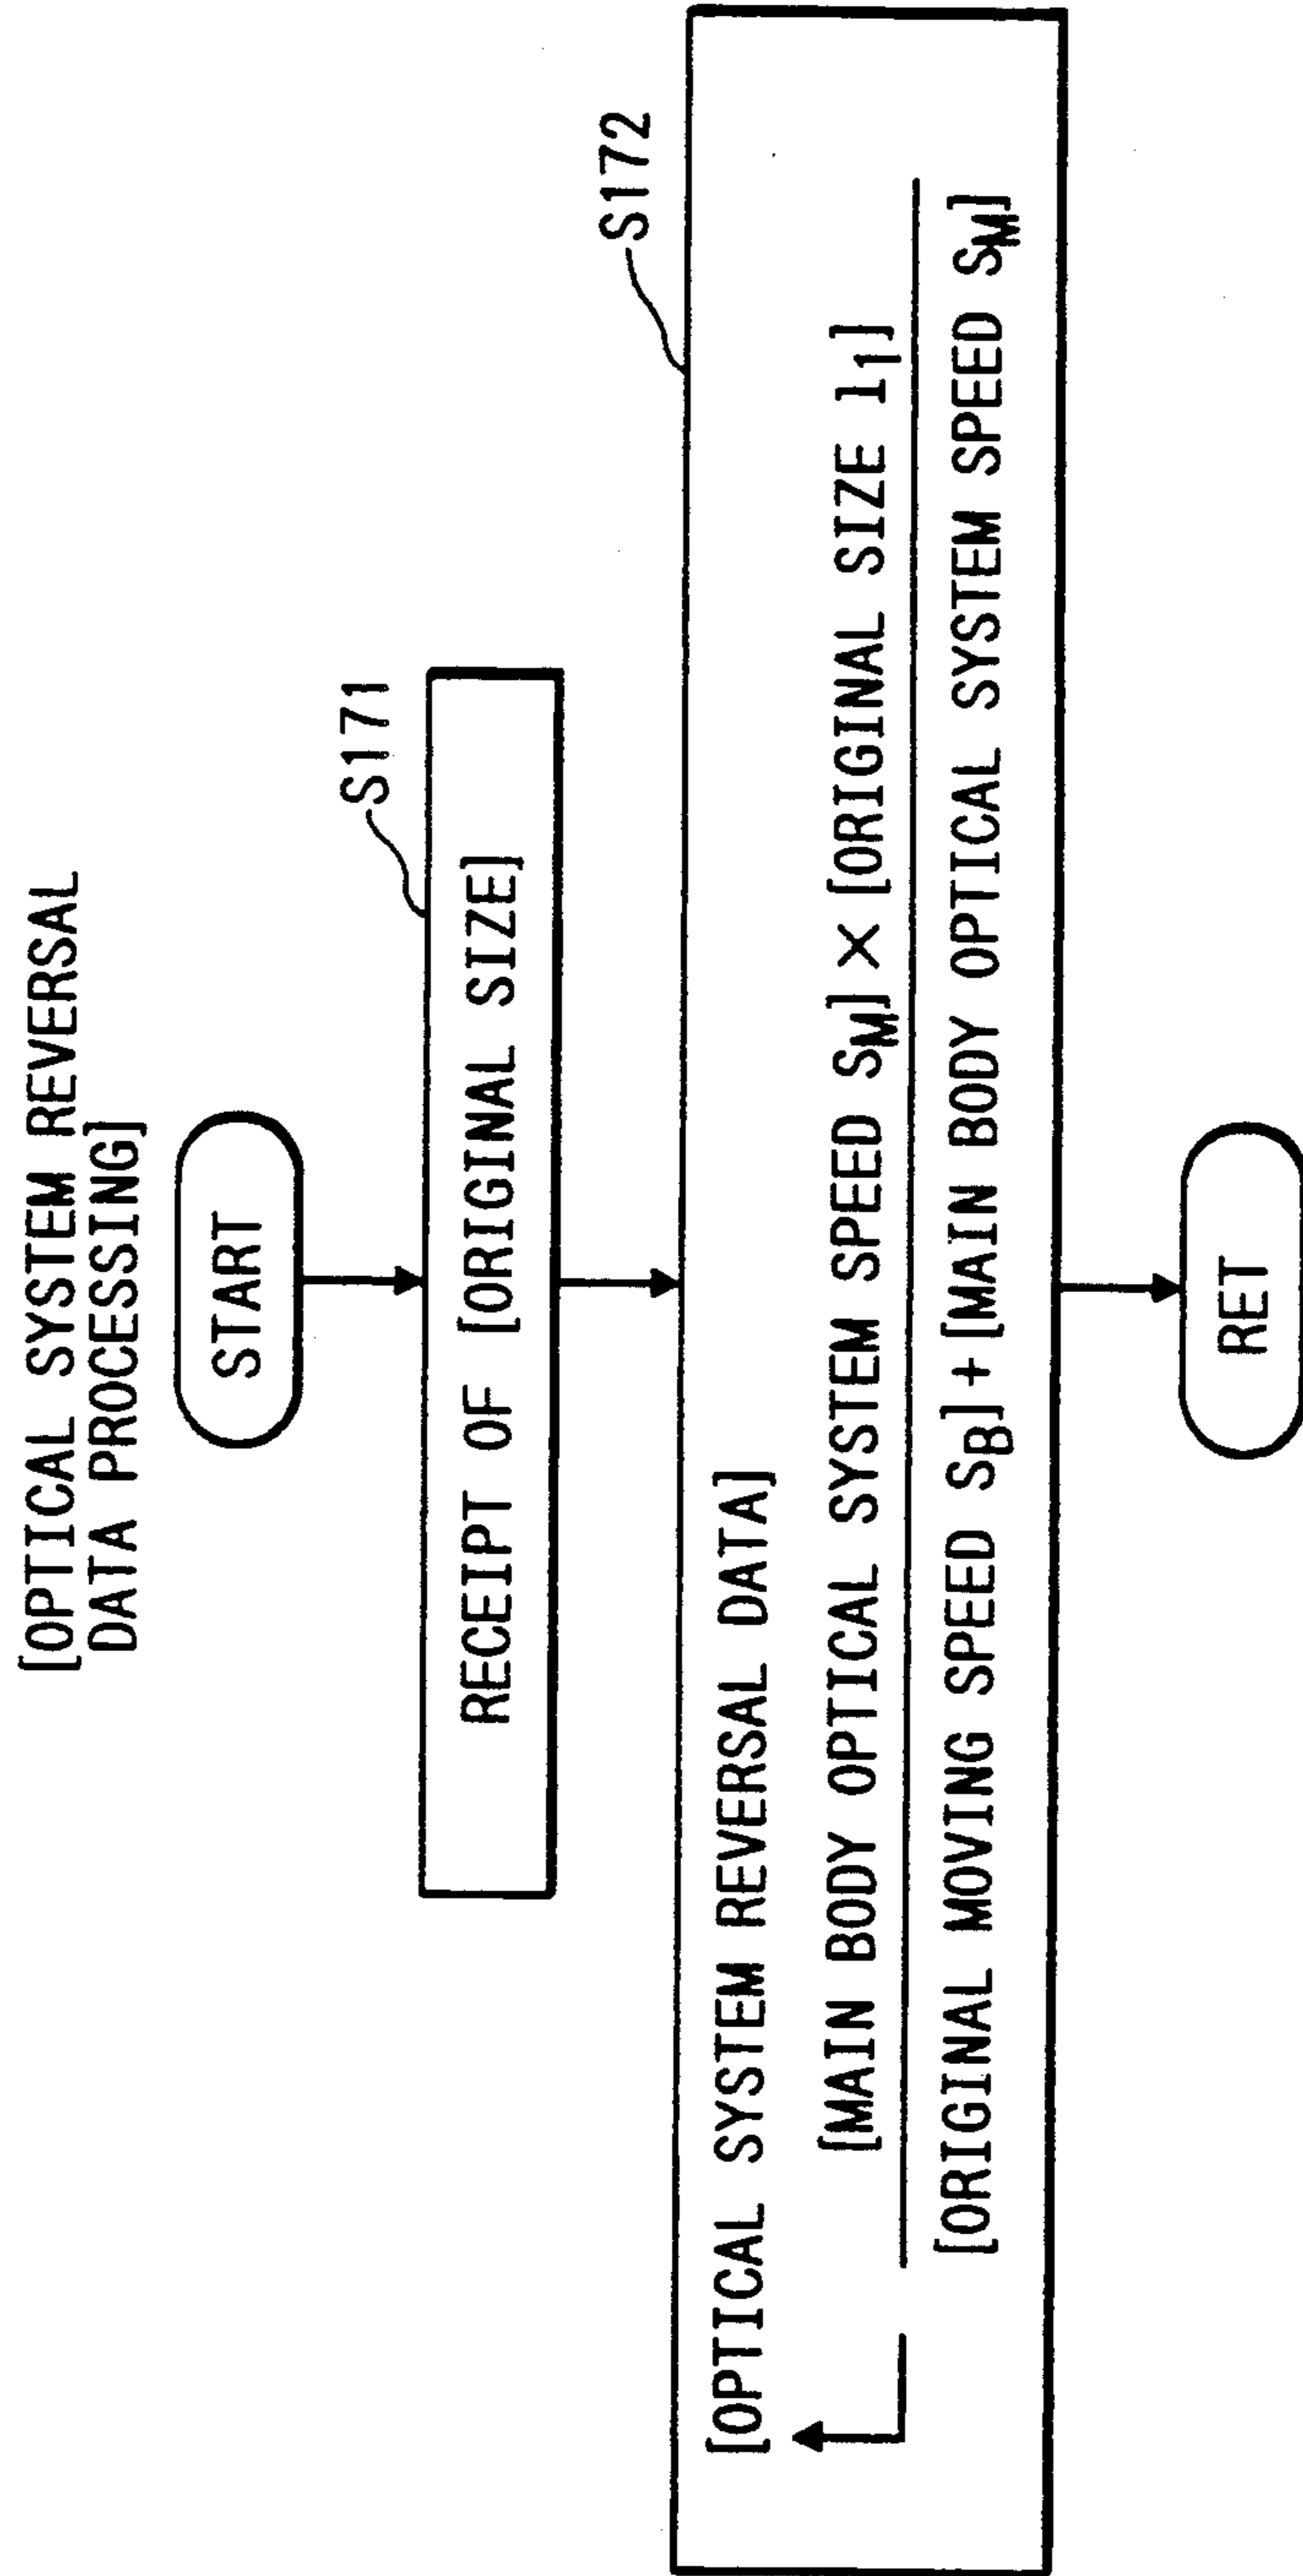 [OPTICAL SYSTEM REVERSAL
DATA PROCESSING]
START
S171
RECEIPT OF [ORIGINAL SIZE]
S172
[OPTICAL SYSTEM REVERSAL DATA]
[MAIN BODY OPTICAL SYSTEM SPEED SM] × [ORIGINAL SIZE l1]
[ORIGINAL MOVING SPEED SB] + [MAIN BODY OPTICAL SYSTEM SPEED SM]
RET